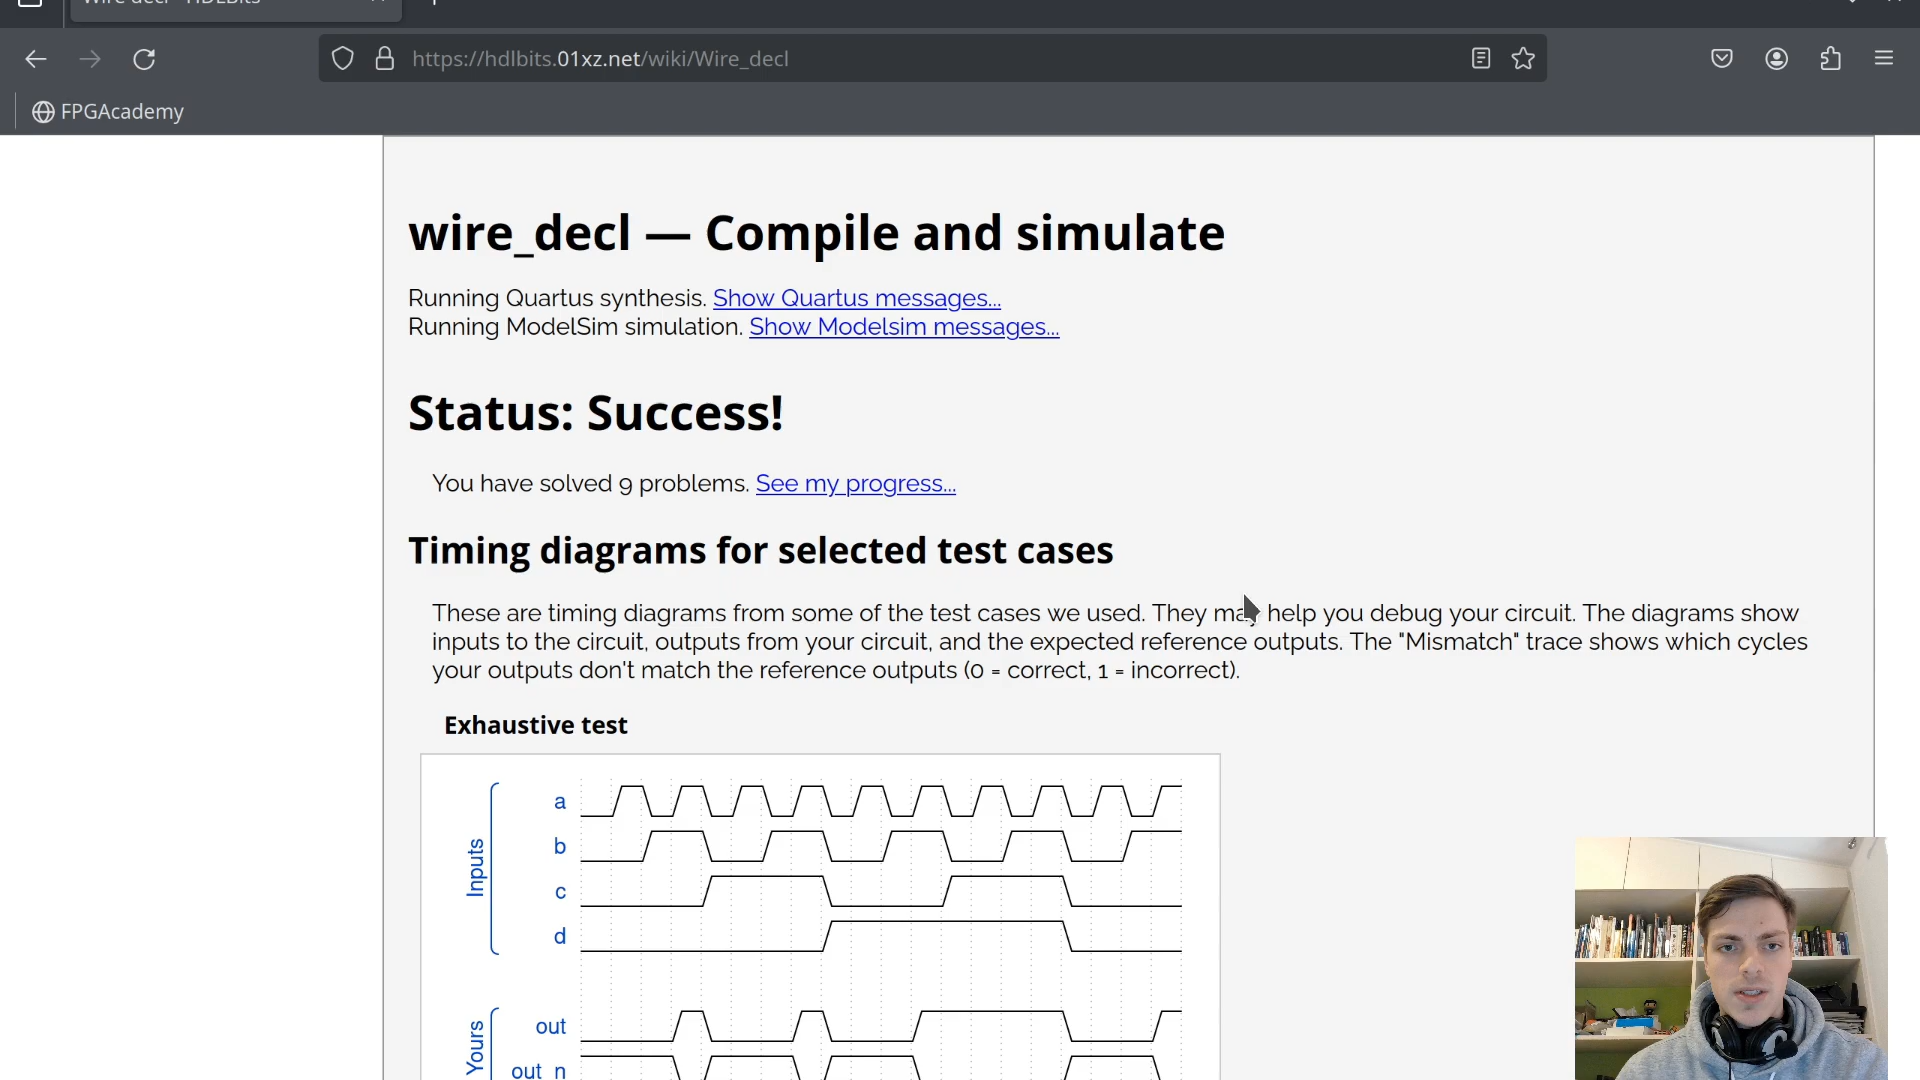 Wire decl - HDLBits
https://hdlbits.01xz.net/wiki/Wire_decl
FPGAcademy
wire_decl — Compile and simulate
Running Quartus synthesis. Show Quartus messages...
Running ModelSim simulation. Show Modelsim messages...
Status: Success!
You have solved 9 problems. See my progress...
Timing diagrams for selected test cases
These are timing diagrams from some of the test cases we used. They may help you debug your circuit. The diagrams show
inputs to the circuit, outputs from your circuit, and the expected reference outputs. The "Mismatch" trace shows which cycles
your outputs don't match the reference outputs (0 = correct, 1 = incorrect).
Exhaustive test
Inputs
a
b
c
d
Yours
out
out_n